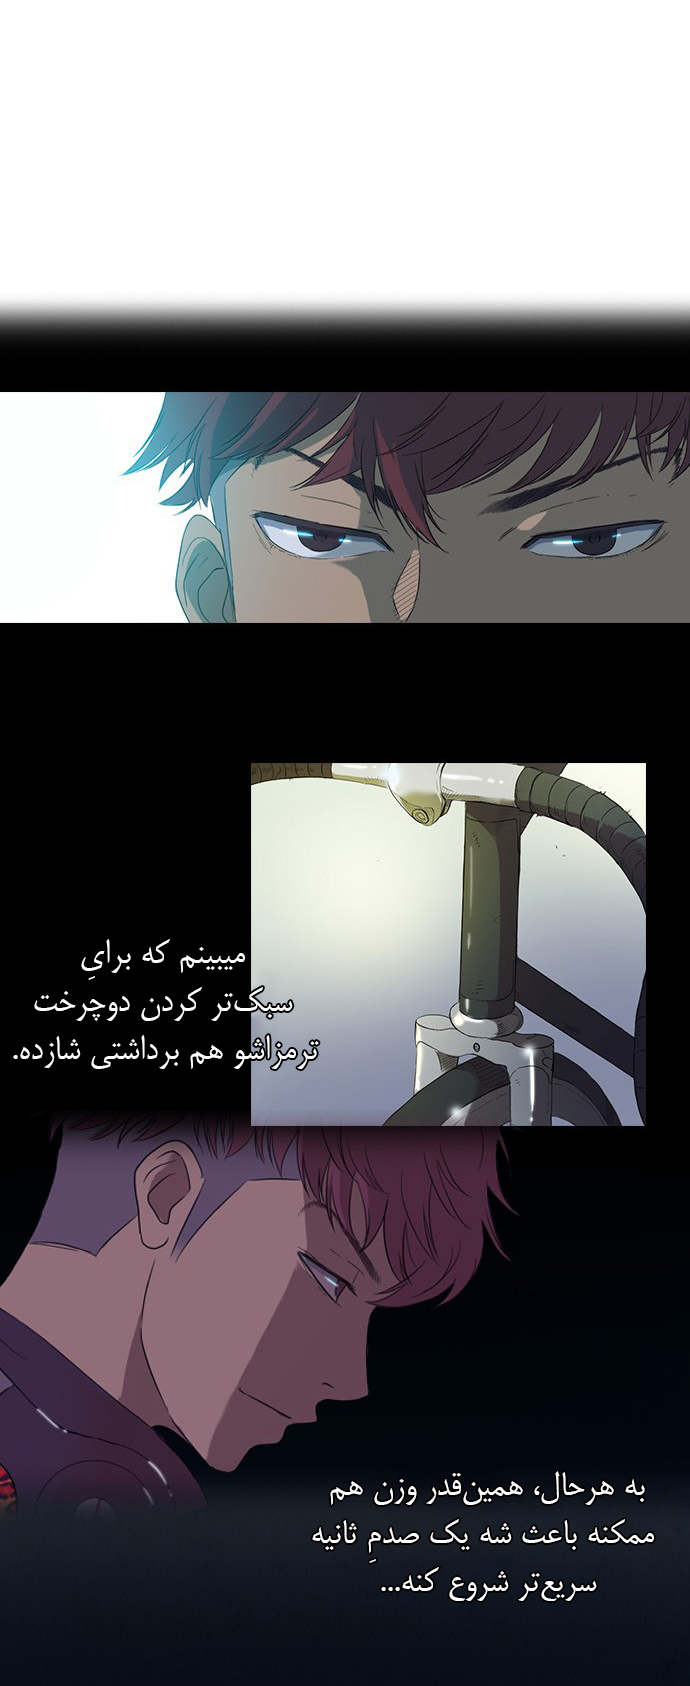 میبینم که برایِ
سبک‌تر کردن دوچرخت
ترمزاشو هم برداشتی شازده.
به هرحال، همین‌قدر وزن هم
ممکنه باعث شه یک صدمِ ثانیه
سریع‌تر شروع کنه...